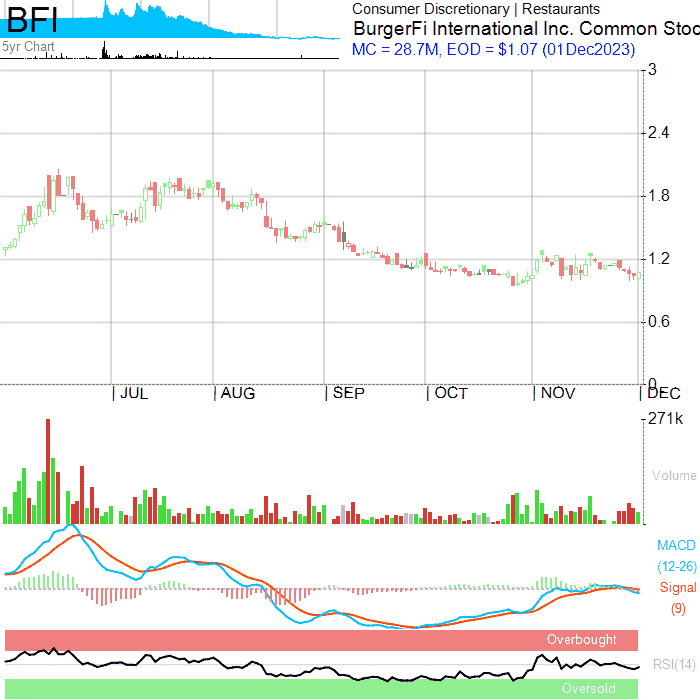 BFI
5yr Chart
Consumer Discretionary | Restaurants
BurgerFi International Inc. Common Stoc
MC = 28.7M, EOD = $1.07 (01Dec2023)
3
2.4
1.8
1.2
0.6
0
JUL
AUG
SEP
OCT
NOV
DEC
271k
Volume
MACD
(12-26)
Signal
(9)
Overbought
RSI(14)
Oversold